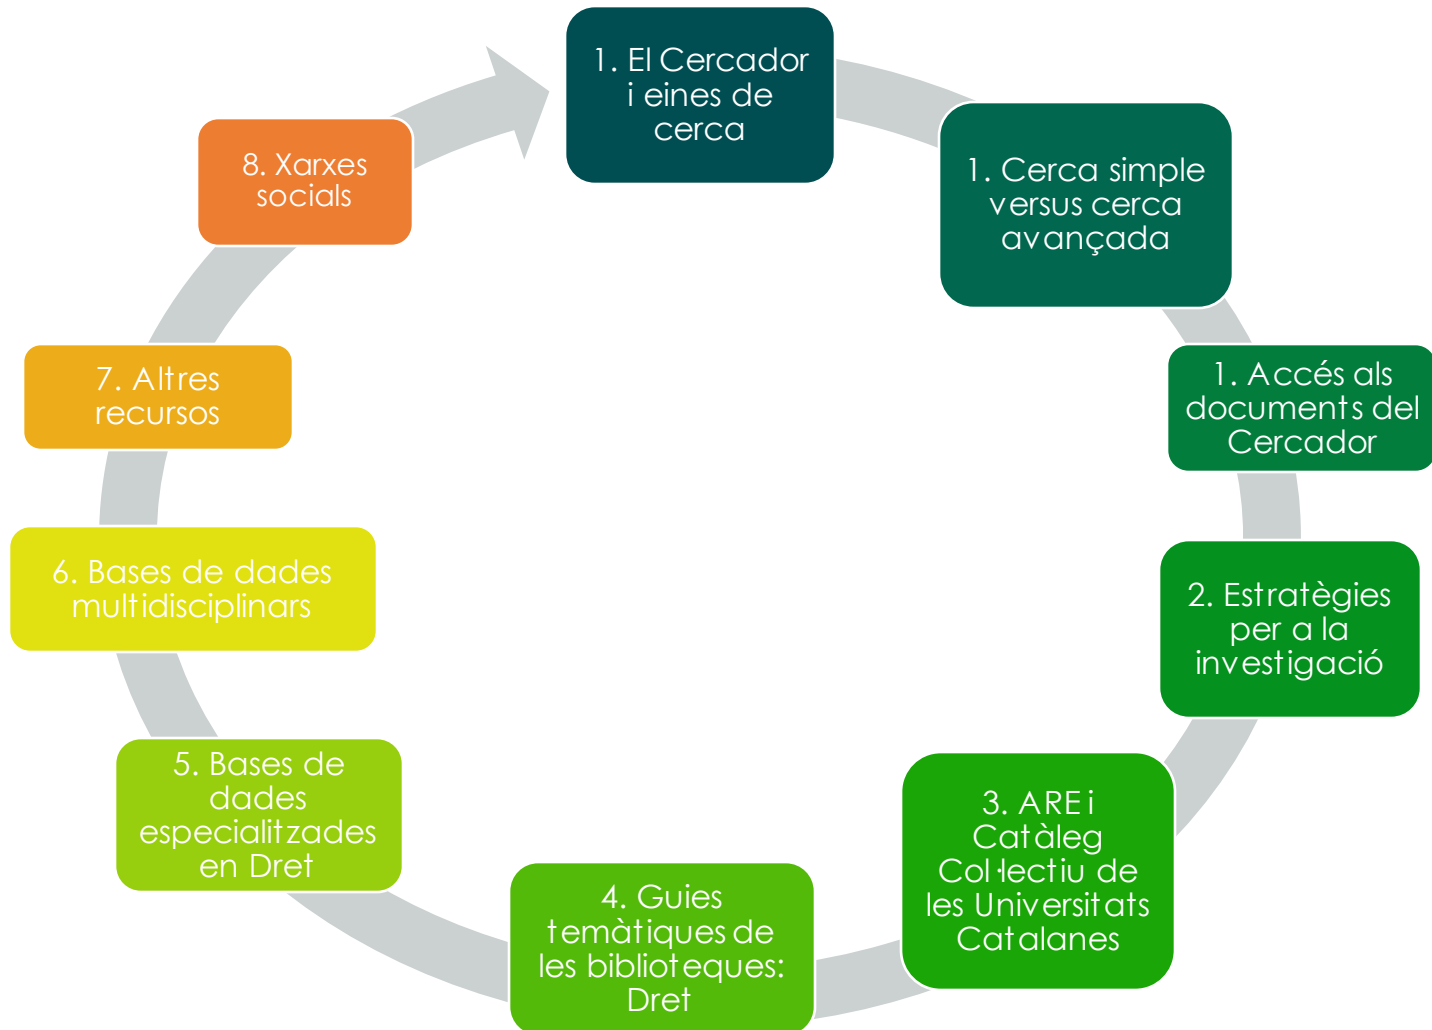 1. El Cercador
i eines de
cerca
1. Cerca simple
versus cerca
avançada
1. Accés als
documents del
Cercador
2. Estratègies
per a la
investigació
3. ARE i
Catàleg
Col·lectiu de
les Universitats
Catalanes
4. Guies
temàtiques de
les biblioteques:
Dret
5. Bases de
dades
especialitzades
en Dret
6. Bases de dades
multidisciplinars
7. Altres
recursos
8. Xarxes
socials